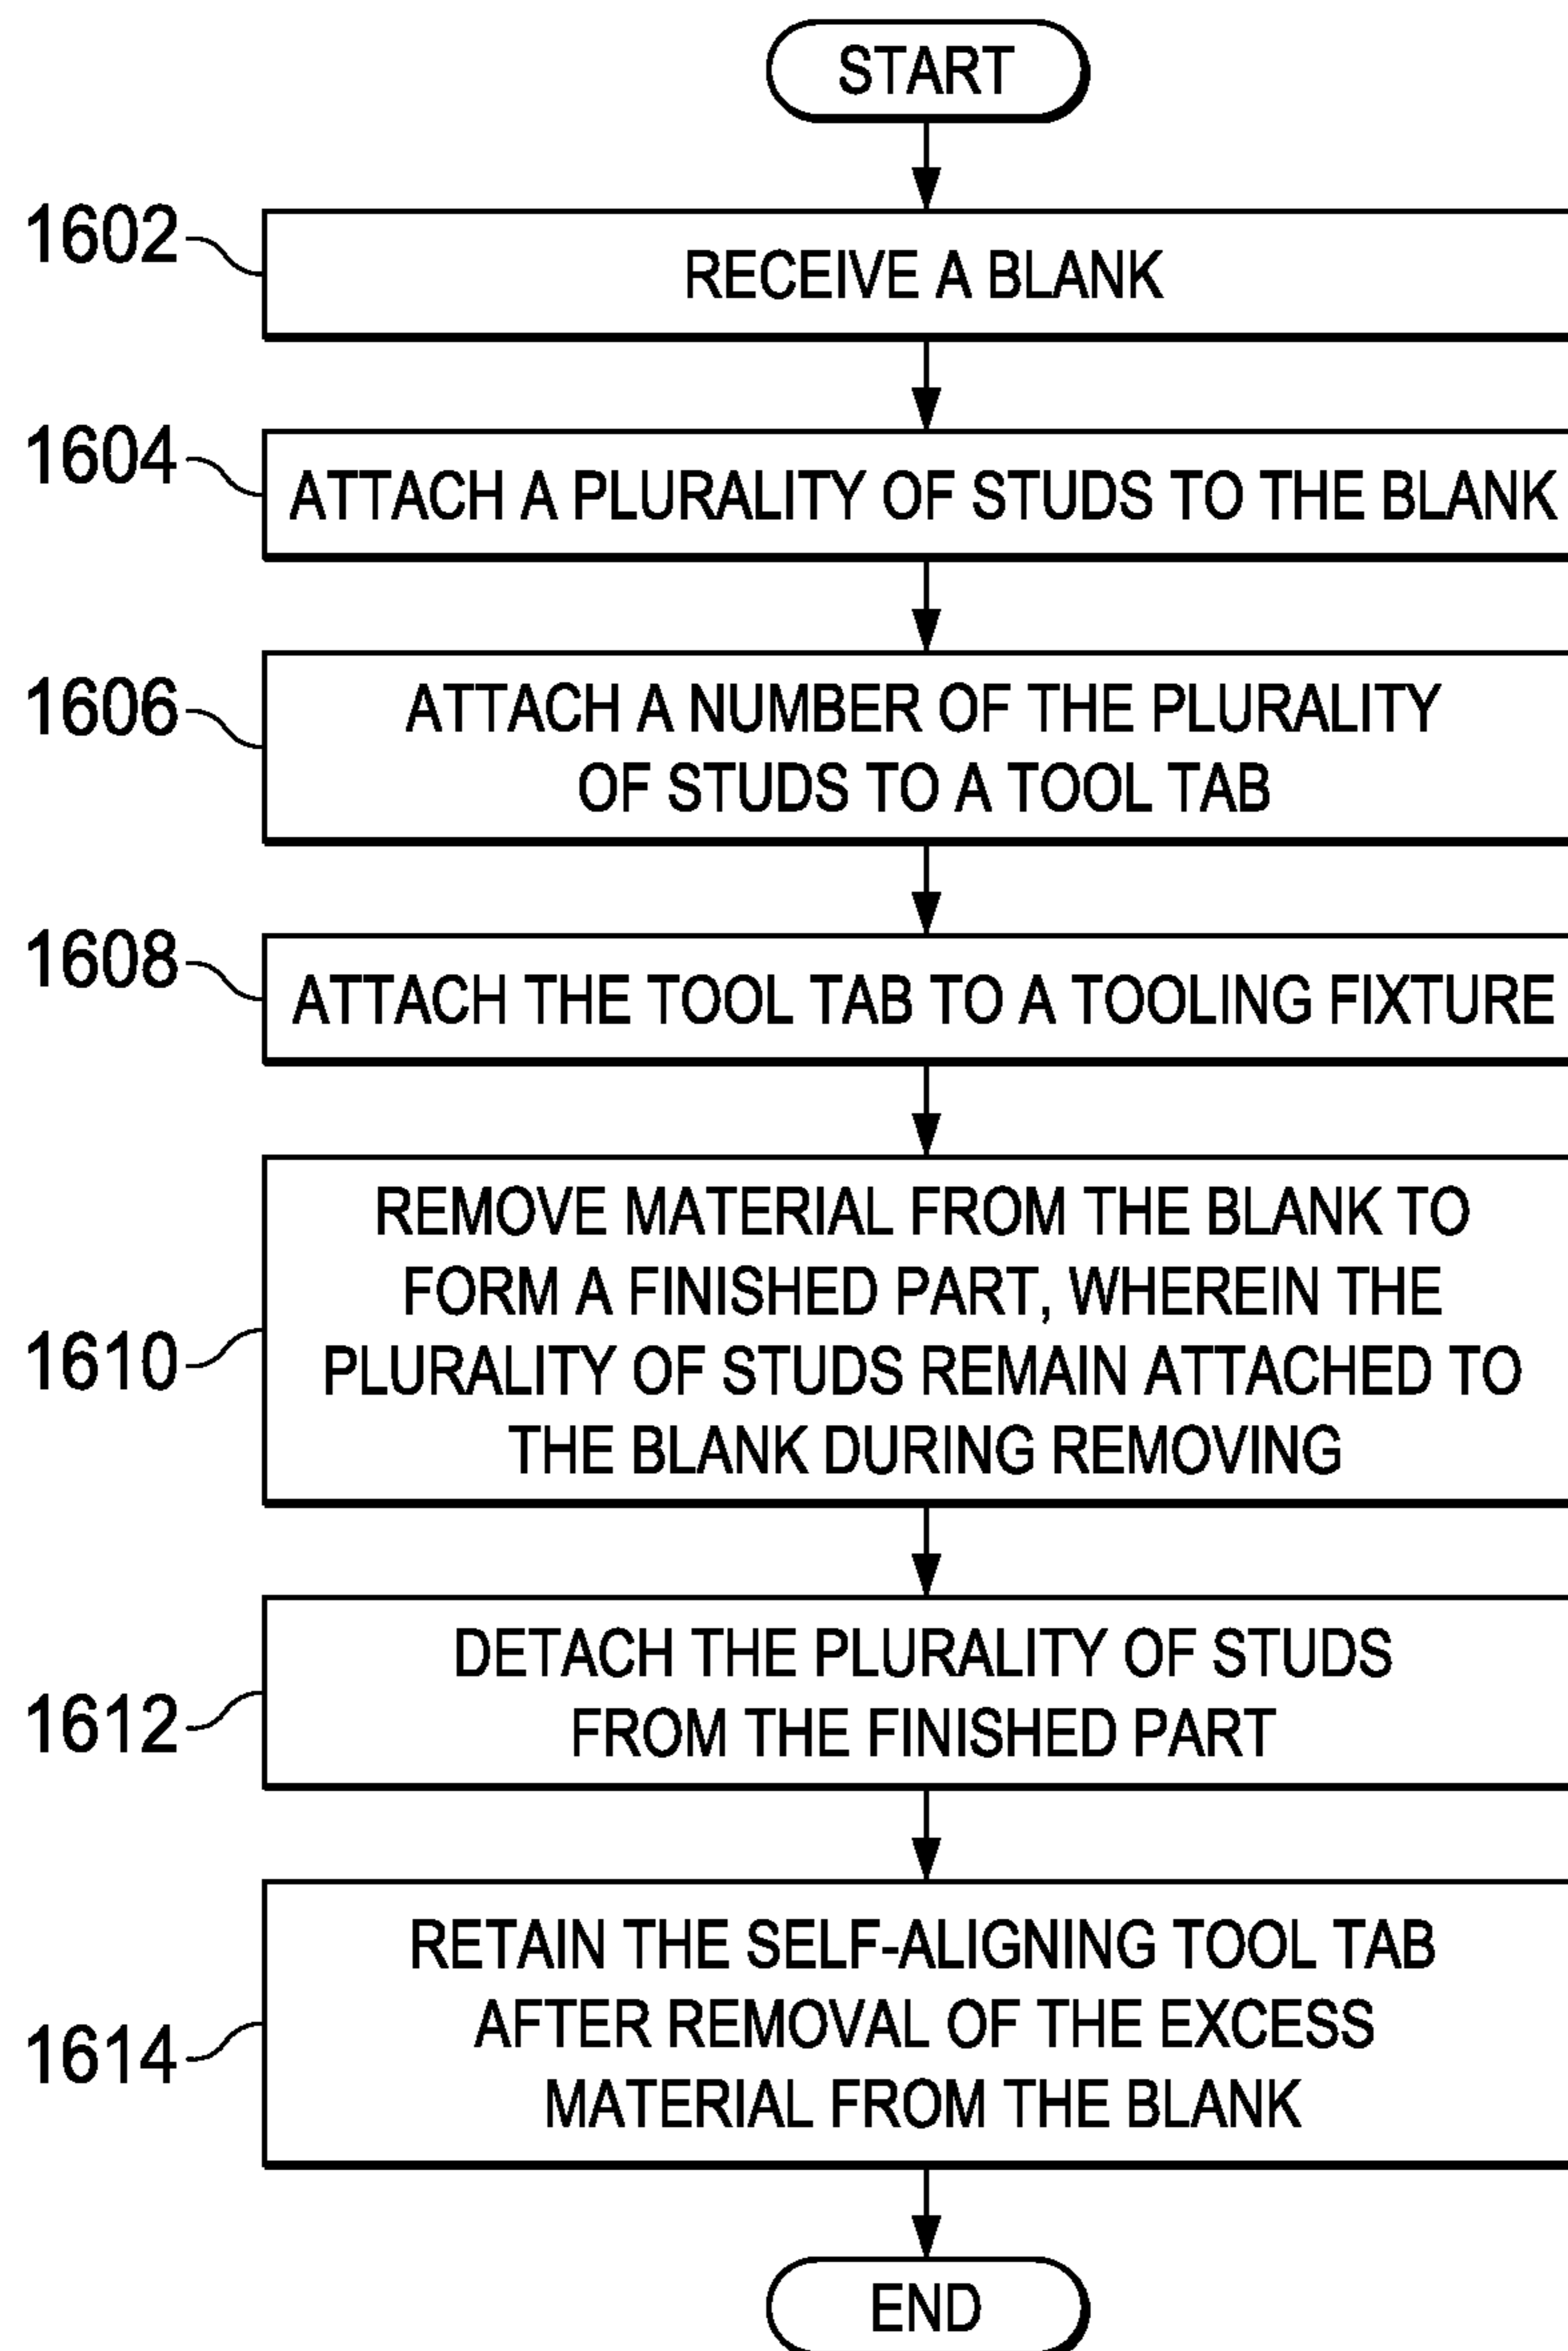 START
1602
RECEIVE A BLANK
1604
ATTACH A PLURALITY OF STUDS TO THE BLANK
1606
ATTACH A NUMBER OF THE PLURALITY
OF STUDS TO A TOOL TAB
1608
ATTACH THE TOOL TAB TO A TOOLING FIXTURE
1610
REMOVE MATERIAL FROM THE BLANK TO
FORM A FINISHED PART, WHEREIN THE
PLURALITY OF STUDS REMAIN ATTACHED TO
THE BLANK DURING REMOVING
1612
DETACH THE PLURALITY OF STUDS
FROM THE FINISHED PART
1614
RETAIN THE SELF-ALIGNING TOOL TAB
AFTER REMOVAL OF THE EXCESS
MATERIAL FROM THE BLANK
END